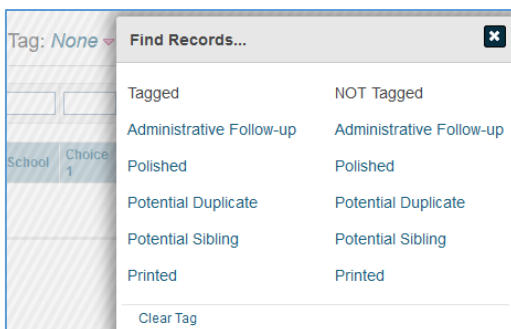 Tag: None
Find Records...
School
Choice 1
Tagged
NOT Tagged
Administrative Follow-up
Administrative Follow-up
Polished
Polished
Potential Duplicate
Potential Duplicate
Potential Sibling
Potential Sibling
Printed
Printed
Clear Tag